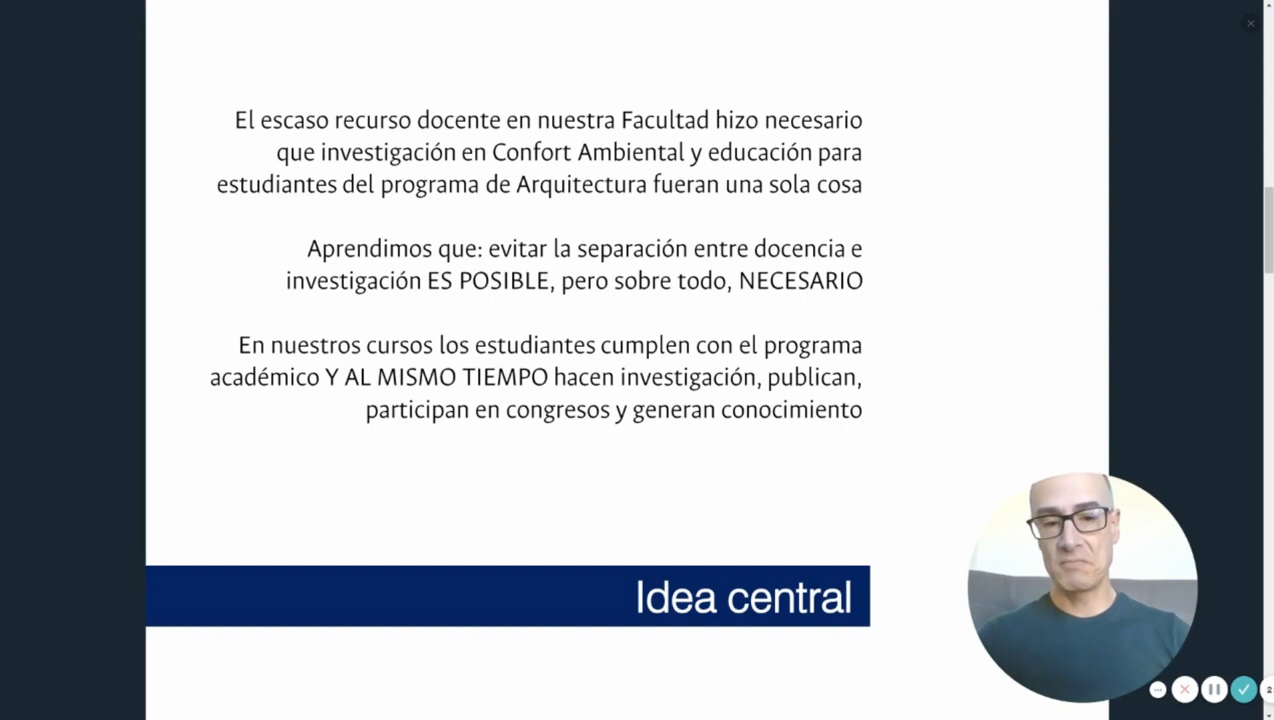 El escaso recurso docente en nuestra Facultad hizo necesario
que investigación en Confort Ambiental y educación para
estudiantes del programa de Arquitectura fueran una sola cosa
Aprendimos que: evitar la separación entre docencia e
investigación ES POSIBLE, pero sobre todo, NECESARIO
En nuestros cursos los estudiantes cumplen con el programa
académico Y AL MISMO TIEMPO hacen investigación, publican,
participan en congresos y generan conocimiento
Idea central
2